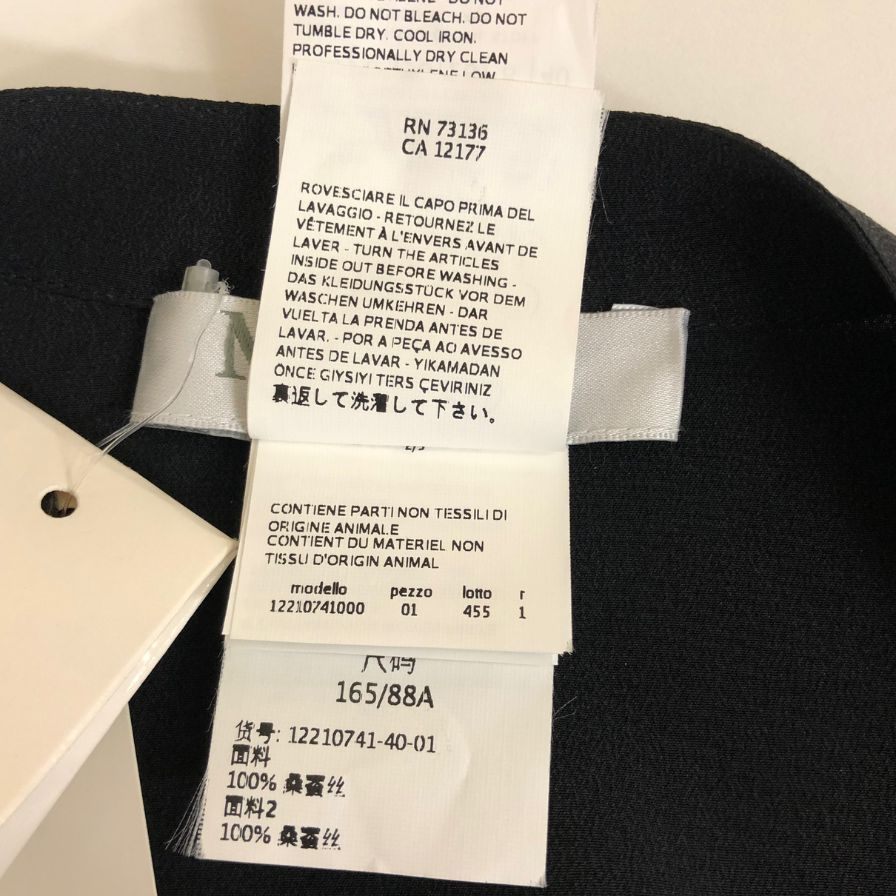 WASH. DO NOT BLEACH. DO NOT
TUMBLE DRY. COOL IRON.
PROFESSIONALLY DRY CLEAN
RN 73136
CA 12177
ROVESCIARE IL CAPO PRIMA DEL
LAVAGGIO - RETOURNEZ LE
VÊTEMENT À L'ENVERS AVANT DE
LAVER - TURN THE ARTICLES
INSIDE OUT BEFORE WASHING -
DAS KLEIDUNGSSTÜCK VOR DEM
WASCHEN UMKEHREN - DAR
VUELTA LA PRENDA ANTES DE
LAVAR. - POR A PEÇA AO AVESSO
ANTES DE LAVAR - YIKAMADAN
ÖNCE GIYSIYI TERS ÇEVIRINIZ
裏返して洗濯して下さい。
M
CONTIENE PARTI NON TESSILI DI
ORIGINE ANIMALE
CONTIENT DU MATERIEL NON
TISSU D'ORIGIN ANIMAL
modello pezzo lotto r
12210741000 01 455 1
尺码
165/88A
货号: 12210741-40-01
面料
100% 桑蚕丝
面料2
100% 桑蚕丝